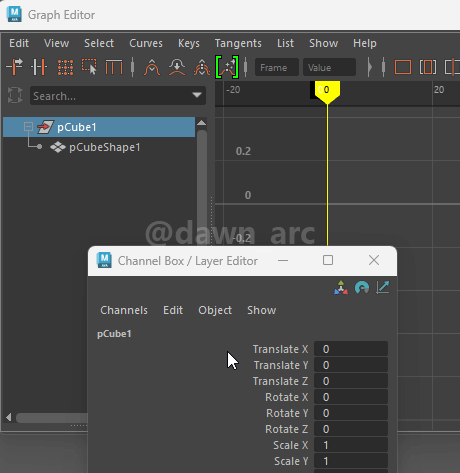 Graph Editor
Edit View Select Curves Keys Tangents List Show Help
Frame Value
Search...
-20 0 20
pCube1
pCubeShape1
0.2
0
-0.2
@dawn_arc
Channel Box / Layer Editor
Channels Edit Object Show
pCube1
Translate X 0
Translate Y 0
Translate Z 0
Rotate X 0
Rotate Y 0
Rotate Z 0
Scale X 1
Scale Y 1